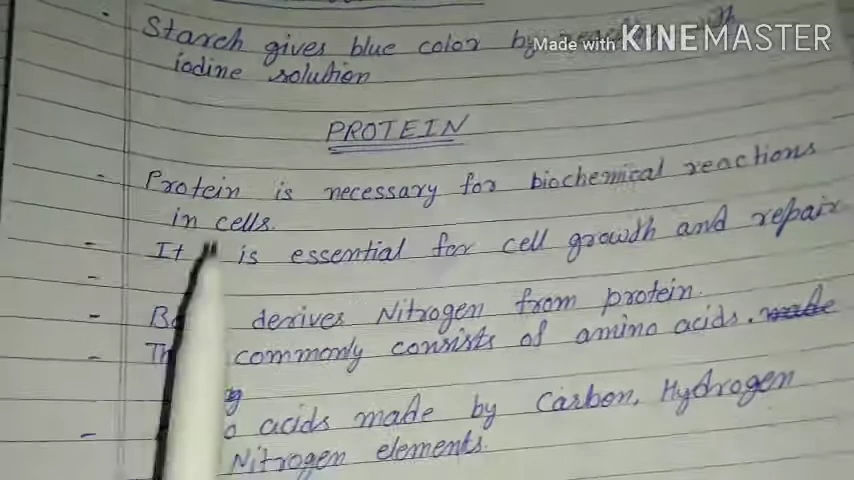 Starch gives blue color by
Made with KINEMASTER
iodine solution
PROTEIN
- Protein is necessary for biochemical reactions
in cells.
- It is essential for cell growth and repair
-
- derives Nitrogen from protein.
- commonly consists of amino acids. made
- acids made by Carbon, Hydrogen
Nitrogen elements.